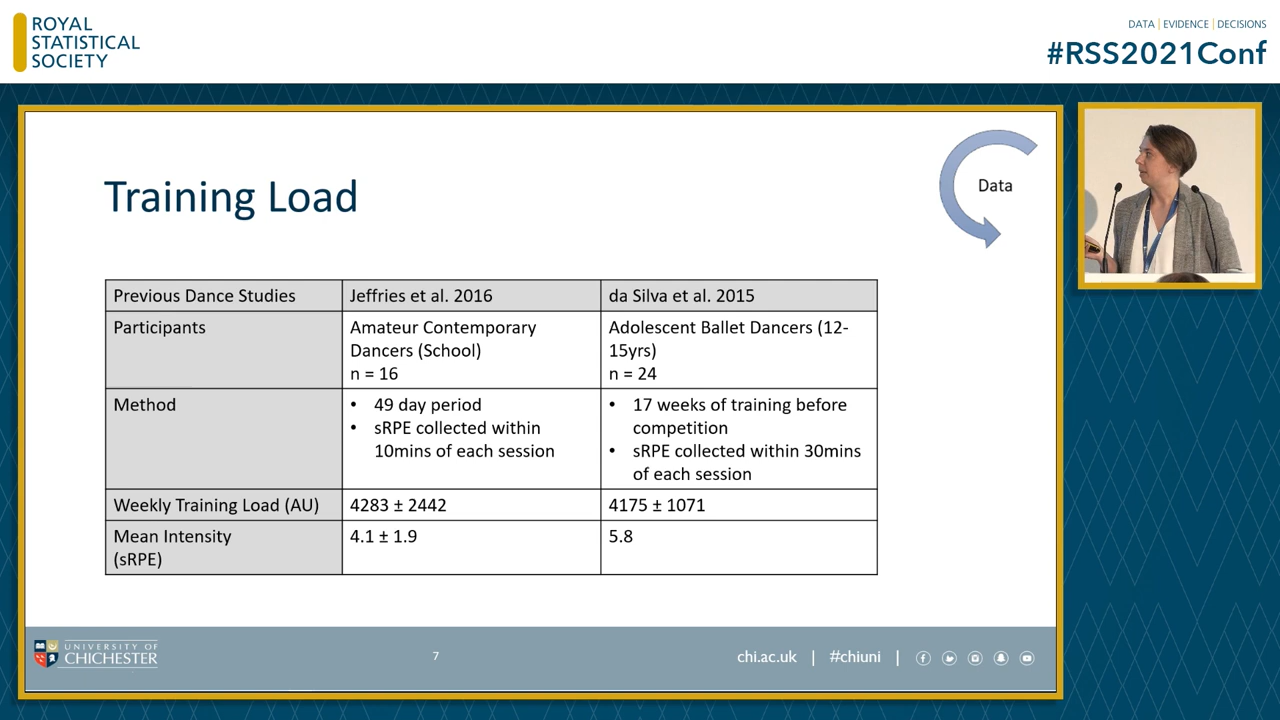 ROYAL
STATISTICAL
SOCIETY
DATA | EVIDENCE | DECISIONS
#RSS2021Conf
Training Load
Data
Previous Dance Studies
Jeffries et al. 2016
da Silva et al. 2015
Participants
Amateur Contemporary
Dancers (School)
n = 16
Adolescent Ballet Dancers (12-
15yrs)
n = 24
Method
• 49 day period
• sRPE collected within
10mins of each session
• 17 weeks of training before
competition
• sRPE collected within 30mins
of each session
Weekly Training Load (AU)
4283 ± 2442
4175 ± 1071
Mean Intensity
(sRPE)
4.1 ± 1.9
5.8
UNIVERSITY OF
CHICHESTER
7
chi.ac.uk | #chiuni |